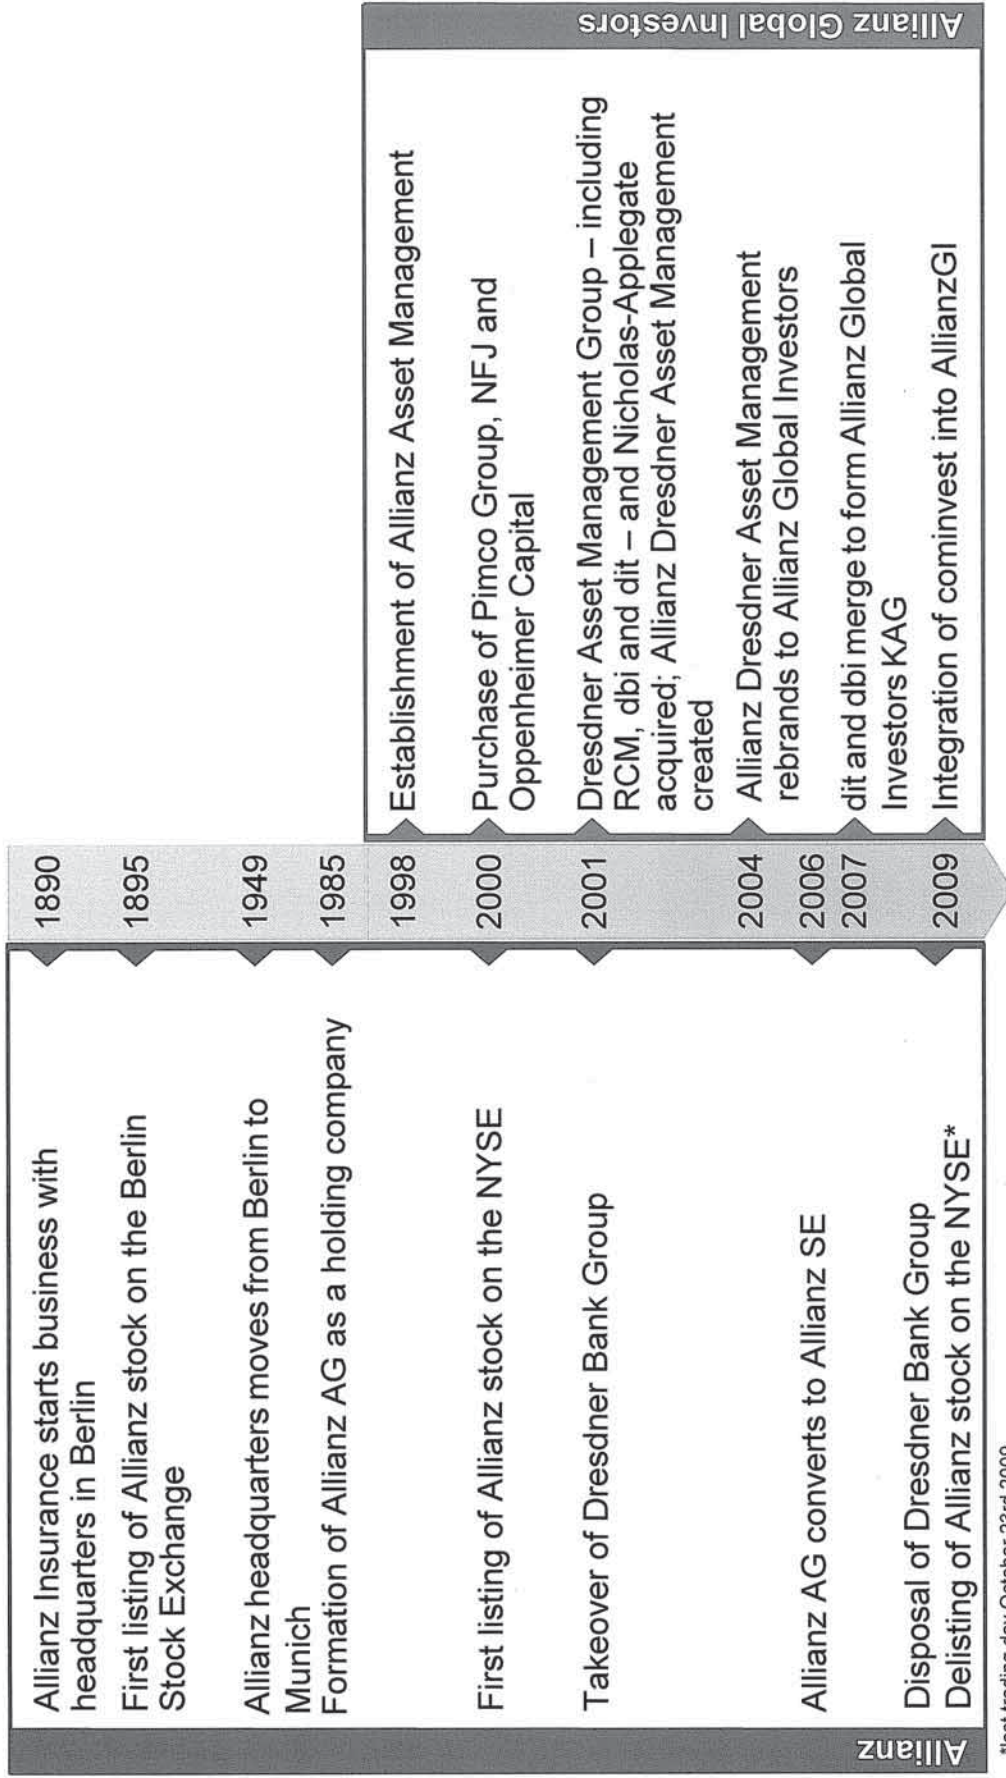 Allianz
Allianz Insurance starts business with
headquarters in Berlin
First listing of Allianz stock on the Berlin
Stock Exchange
Allianz headquarters moves from Berlin to
Munich
Formation of Allianz AG as a holding company
First listing of Allianz stock on the NYSE
Takeover of Dresdner Bank Group
Allianz AG converts to Allianz SE
Disposal of Dresdner Bank Group
Delisting of Allianz stock on the NYSE*
1890
1895
1949
1985
1998
2000
2001
2004
2006
2007
2009
Establishment of Allianz Asset Management
Purchase of Pimco Group, NFJ and
Oppenheimer Capital
Dresdner Asset Management Group – including
RCM, dbi and dit – and Nicholas-Applegate
acquired; Allianz Dresdner Asset Management
created
Allianz Dresdner Asset Management
rebrands to Allianz Global Investors
dit and dbi merge to form Allianz Global
Investors KAG
Integration of cominvest into AllianzGI
Allianz Global Investors
*last trading day October 23rd 2009